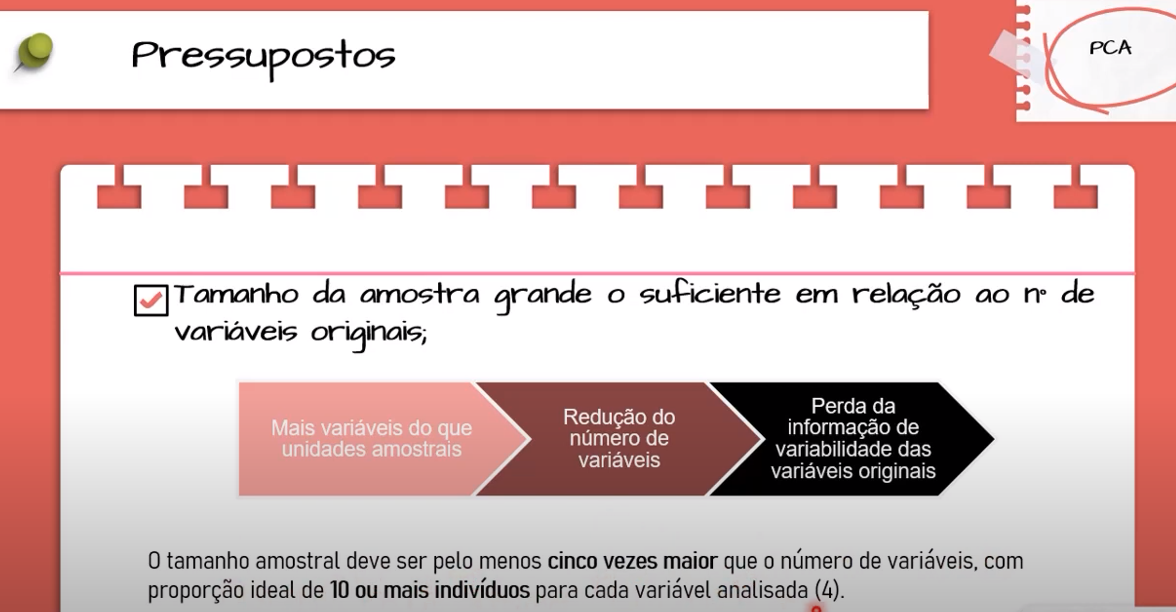 Pressupostos
PCA
Tamanho da amostra grande o suficiente em relação ao nº de
variáveis originais;
Mais variáveis do que
unidades amostrais
Redução do
número de
variáveis
Perda da
informação de
variabilidade das
variáveis originais
O tamanho amostral deve ser pelo menos cinco vezes maior que o número de variáveis, com
proporção ideal de 10 ou mais indivíduos para cada variável analisada (4).